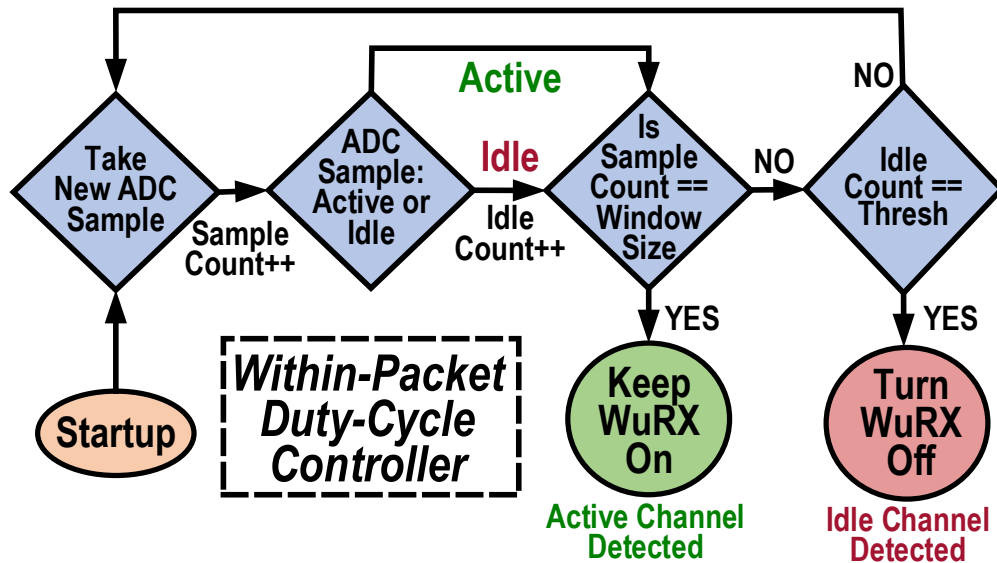 Take
New ADC
Sample
Sample
Count++
ADC
Sample:
Active or
Idle
Active
Idle
Idle
Count++
Is
Sample
Count ==
Window
Size
NO
NO
Idle
Count ==
Thresh
YES
YES
Startup
Within-Packet
Duty-Cycle
Controller
Keep
WuRX
On
Active Channel
Detected
Turn
WuRX
Off
Idle Channel
Detected